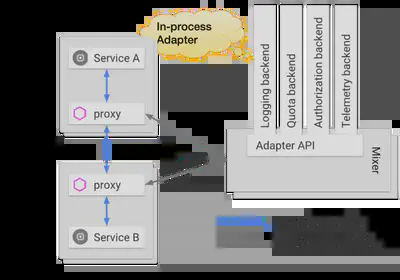 In-process
Adapter
Service A
proxy
proxy
Service B
Logging backend
Quota backend
Authorization backend
Telemetry backend
Adapter API
Mixer